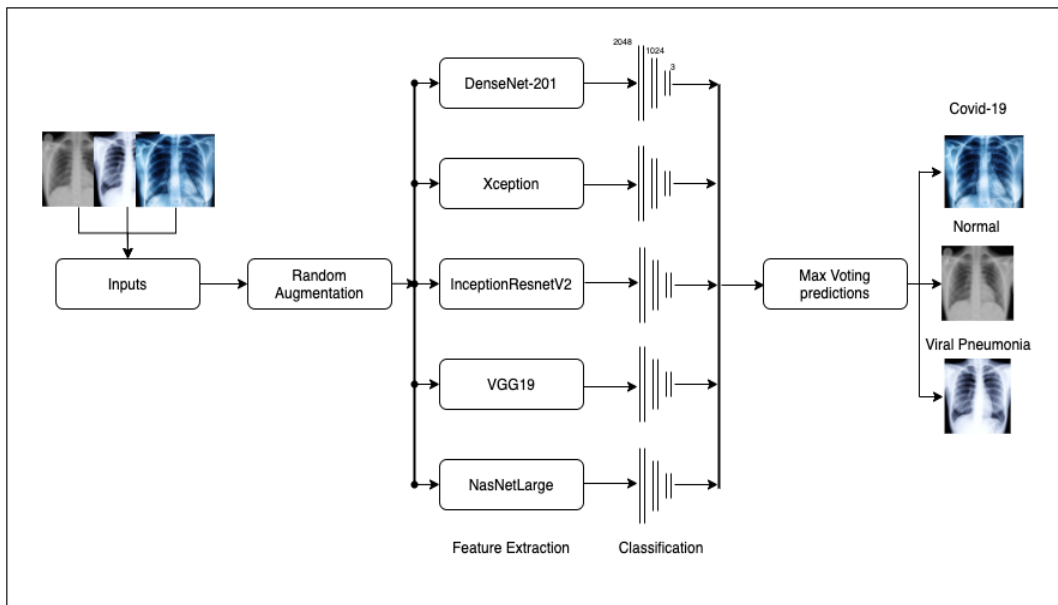 2048
1024
3
DenseNet-201
Covid-19
Xception
Normal
Inputs
Random
Augmentation
InceptionResnetV2
Max Voting
predictions
Viral Pneumonia
VGG19
NasNetLarge
Feature Extraction
Classification